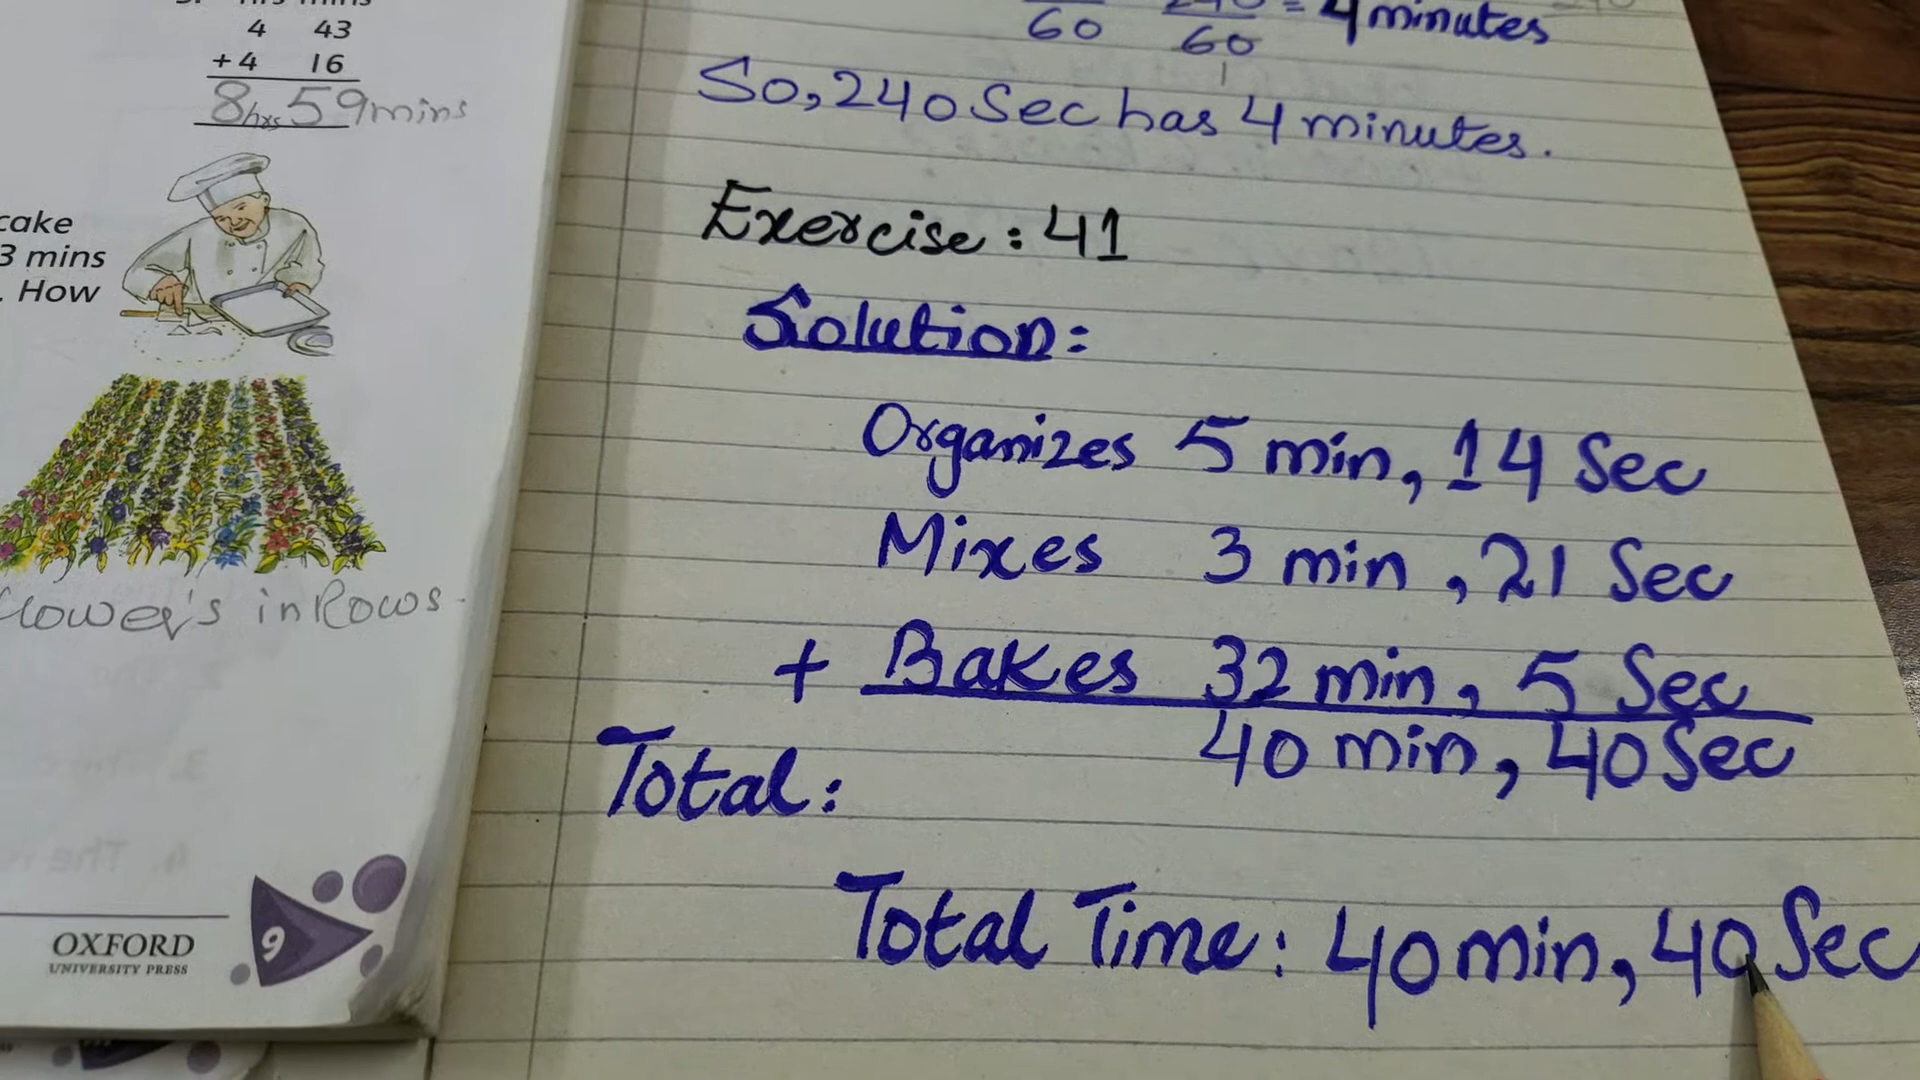 4 43
+4 16
8hrs 59mins
cake
3 mins
. How
in Rows.
OXFORD
UNIVERSITY PRESS
9
60 60 = 4 minutes
So, 240 Sec has 4 minutes.
Exercise: 41
Solution:
Organizes 5 min, 14 Sec
Mixes 3 min, 21 Sec
+ Bakes 32 min, 5 Sec
Total: 40 min, 40 Sec
Total Time: 40 min, 40 Sec